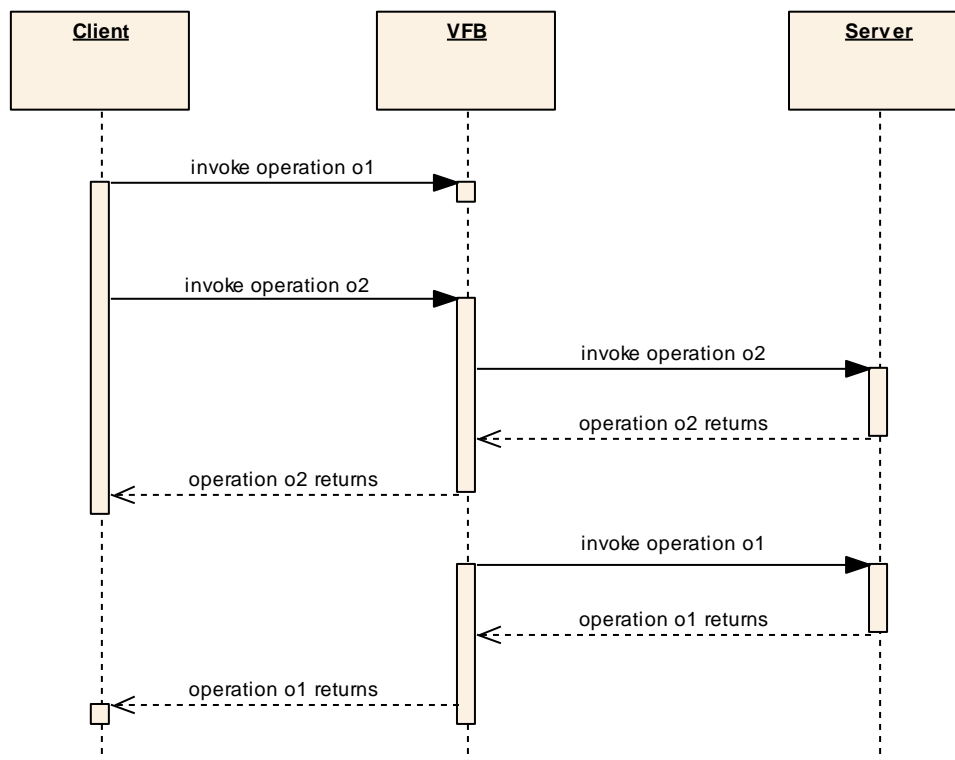 Client
VFB
Server
invoke operation o1
invoke operation o2
invoke operation o2
operation o2 returns
operation o2 returns
invoke operation o1
operation o1 returns
operation o1 returns